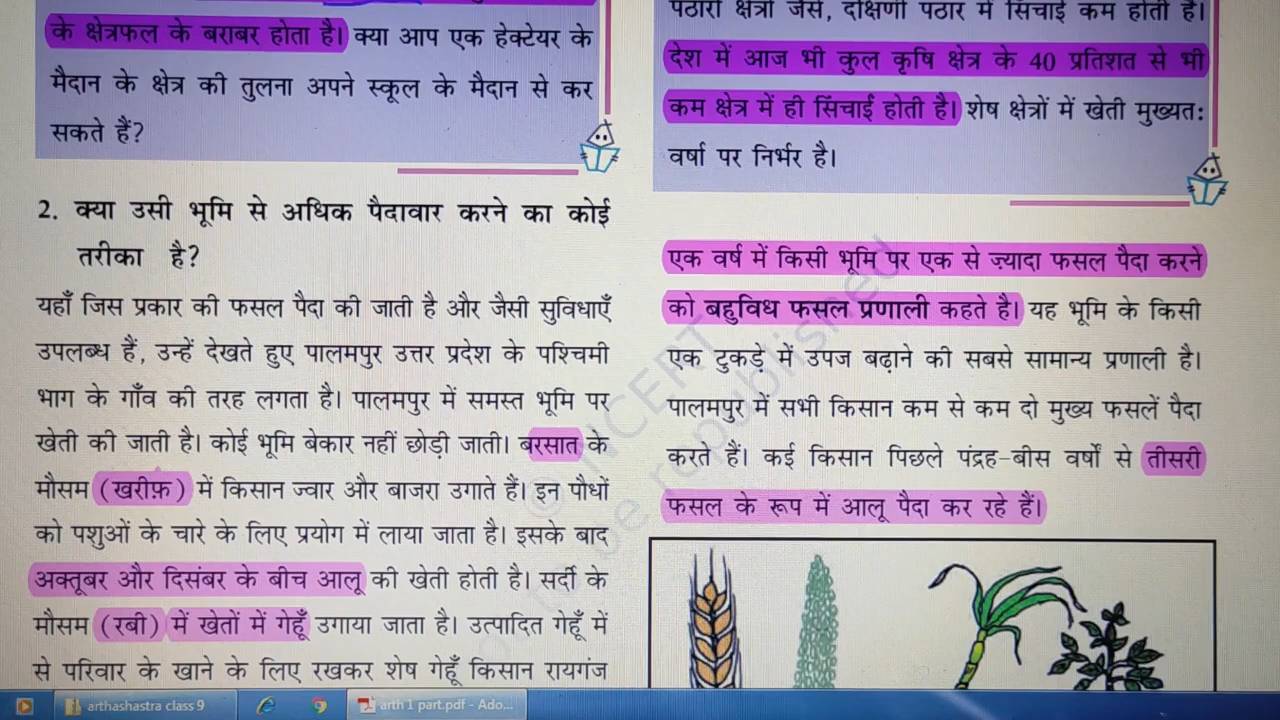 के क्षेत्रफल के बराबर होता है। क्या आप एक हेक्टेयर के
मैदान के क्षेत्र की तुलना अपने स्कूल के मैदान से कर
सकते हैं?
2. क्या उसी भूमि से अधिक पैदावार करने का कोई
तरीका है?
यहाँ जिस प्रकार की फसल पैदा की जाती है और जैसी सुविधाएँ
उपलब्ध हैं, उन्हें देखते हुए पालमपुर उत्तर प्रदेश के पश्चिमी
भाग के गाँव की तरह लगता है। पालमपुर में समस्त भूमि पर
खेती की जाती है। कोई भूमि बेकार नहीं छोड़ी जाती। बरसात के
मौसम (खरीफ़) में किसान ज्वार और बाजरा उगाते हैं। इन पौधों
को पशुओं के चारे के लिए प्रयोग में लाया जाता है। इसके बाद
अक्तूबर और दिसंबर के बीच आलू की खेती होती है। सर्दी के
मौसम (रबी) में खेतों में गेहूँ उगाया जाता है। उत्पादित गेहूँ में
से परिवार के खाने के लिए रखकर शेष गेहूँ किसान रायगंज
पठारी क्षेत्रों जैसे, दक्षिणी पठार में सिंचाई कम होती है।
देश में आज भी कुल कृषि क्षेत्र के 40 प्रतिशत से भी
कम क्षेत्र में ही सिंचाई होती है। शेष क्षेत्रों में खेती मुख्यतः
वर्षा पर निर्भर है।
एक वर्ष में किसी भूमि पर एक से ज़्यादा फसल पैदा करने
को बहुविध फसल प्रणाली कहते है। यह भूमि के किसी
एक टुकड़े में उपज बढ़ाने की सबसे सामान्य प्रणाली है।
पालमपुर में सभी किसान कम से कम दो मुख्य फसलें पैदा
करते हैं। कई किसान पिछले पंद्रह-बीस वर्षों से तीसरी
फसल के रूप में आलू पैदा कर रहे हैं।
© NCERT
be republished
arthashastra class 9
arth 1 part.pdf - Ado...